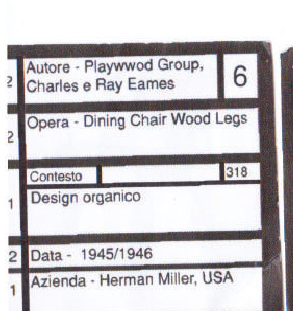 2 Autore - Playwwod Group, 6
Charles e Ray Eames
2 Opera - Dining Chair Wood Legs
Contesto 318
1 Design organico
2 Data - 1945/1946
1 Azienda - Herman Miller, USA